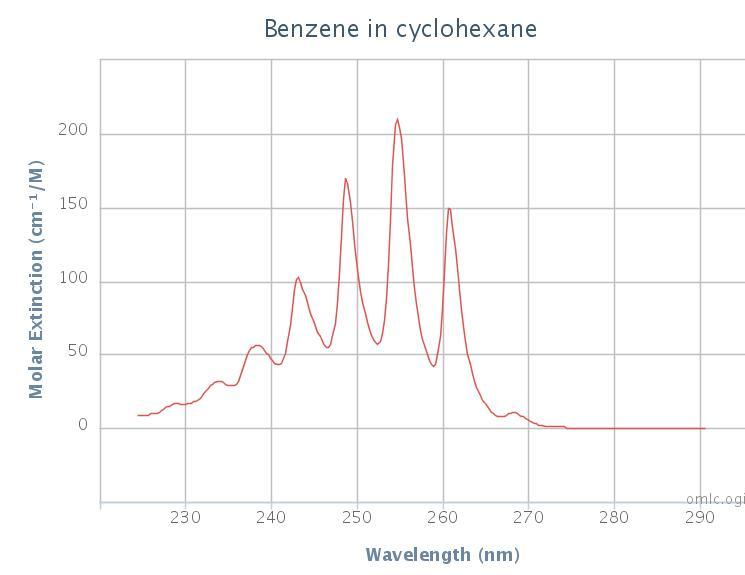 Benzene in cyclohexane
200
150
100
50
0
Molar Extinction (cm⁻¹/M)
omlc.ogi
230 240 250 260 270 280 290
Wavelength (nm)